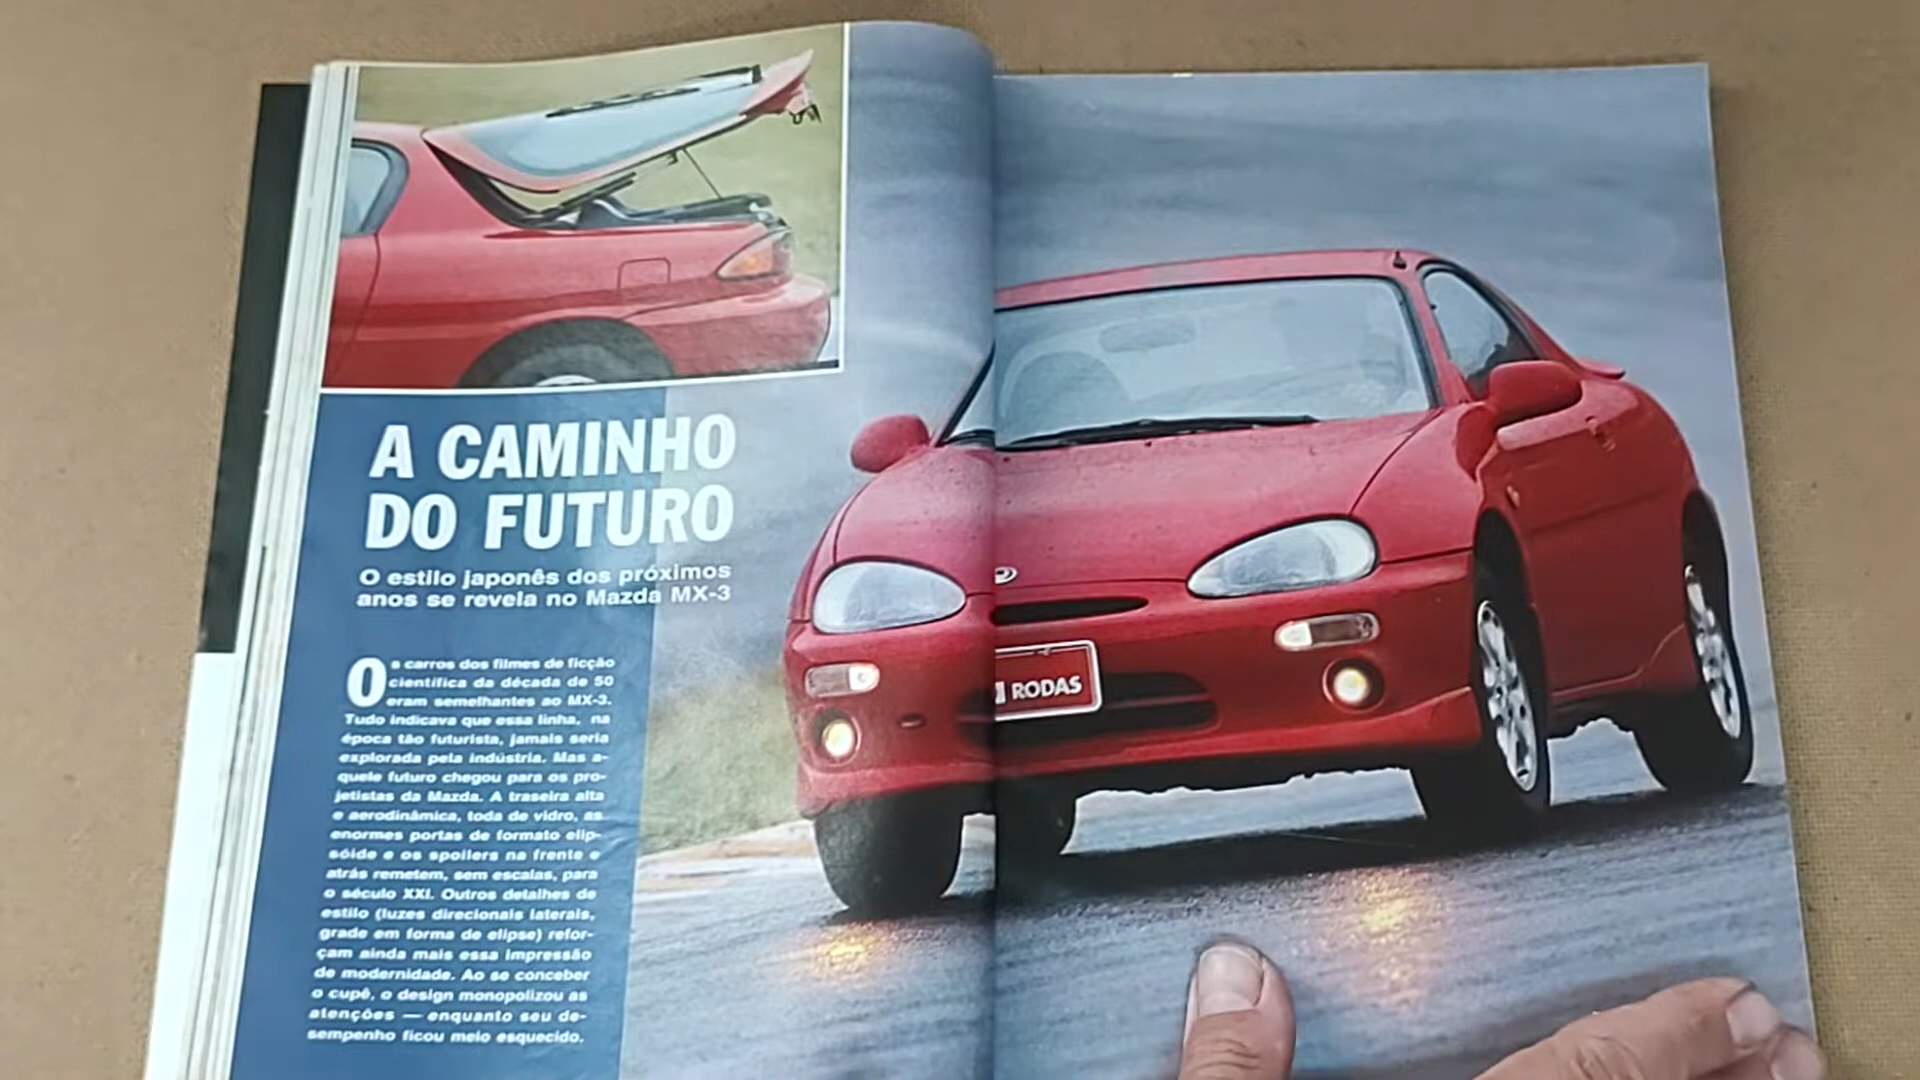 A CAMINHO
DO FUTURO
O estilo japonês dos próximos
anos se revela no Mazda MX-3
Os carros dos filmes de ficção
científica da década de 50
eram semelhantes ao MX-3.
Tudo indicava que essa linha, na
época tão futurista, jamais seria
explorada pela indústria. Mas a-
quele futuro chegou para os pro-
jetistas da Mazda. A traseira alta
e aerodinâmica, toda de vidro, as
enormes portas de formato elip-
sóide e os spoilers na frente e
atrás remetem, sem escalas, para
o século XXI. Outros detalhes de
estilo (luzes direcionais laterais,
grade em forma de elipse) refor-
çam ainda mais essa impressão
de modernidade. Ao se conceber
o cupê, o design monopolizou as
atenções — enquanto seu de-
sempenho ficou meio esquecido.
RODAS